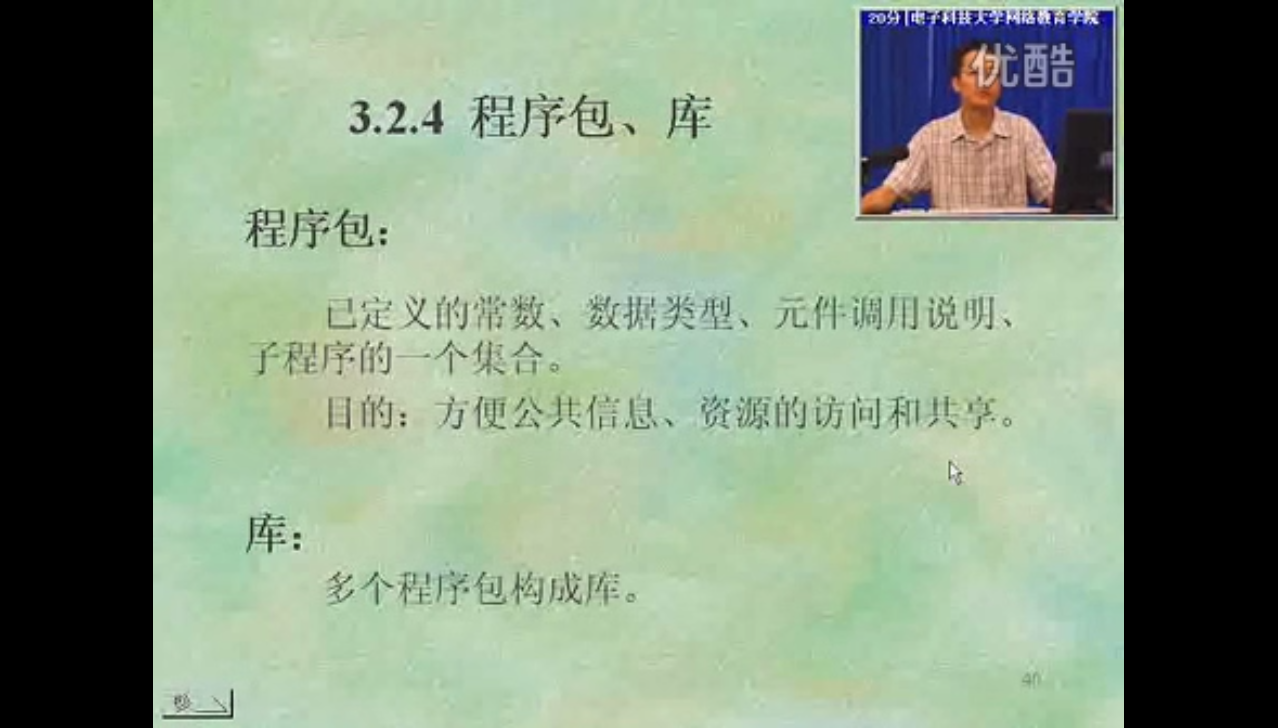 20分|电子科技大学网络教育学院
优酷
3.2.4 程序包、库
程序包：
已定义的常数、数据类型、元件调用说明、
子程序的一个集合。
目的：方便公共信息、资源的访问和共享。
库：
多个程序包构成库。
40